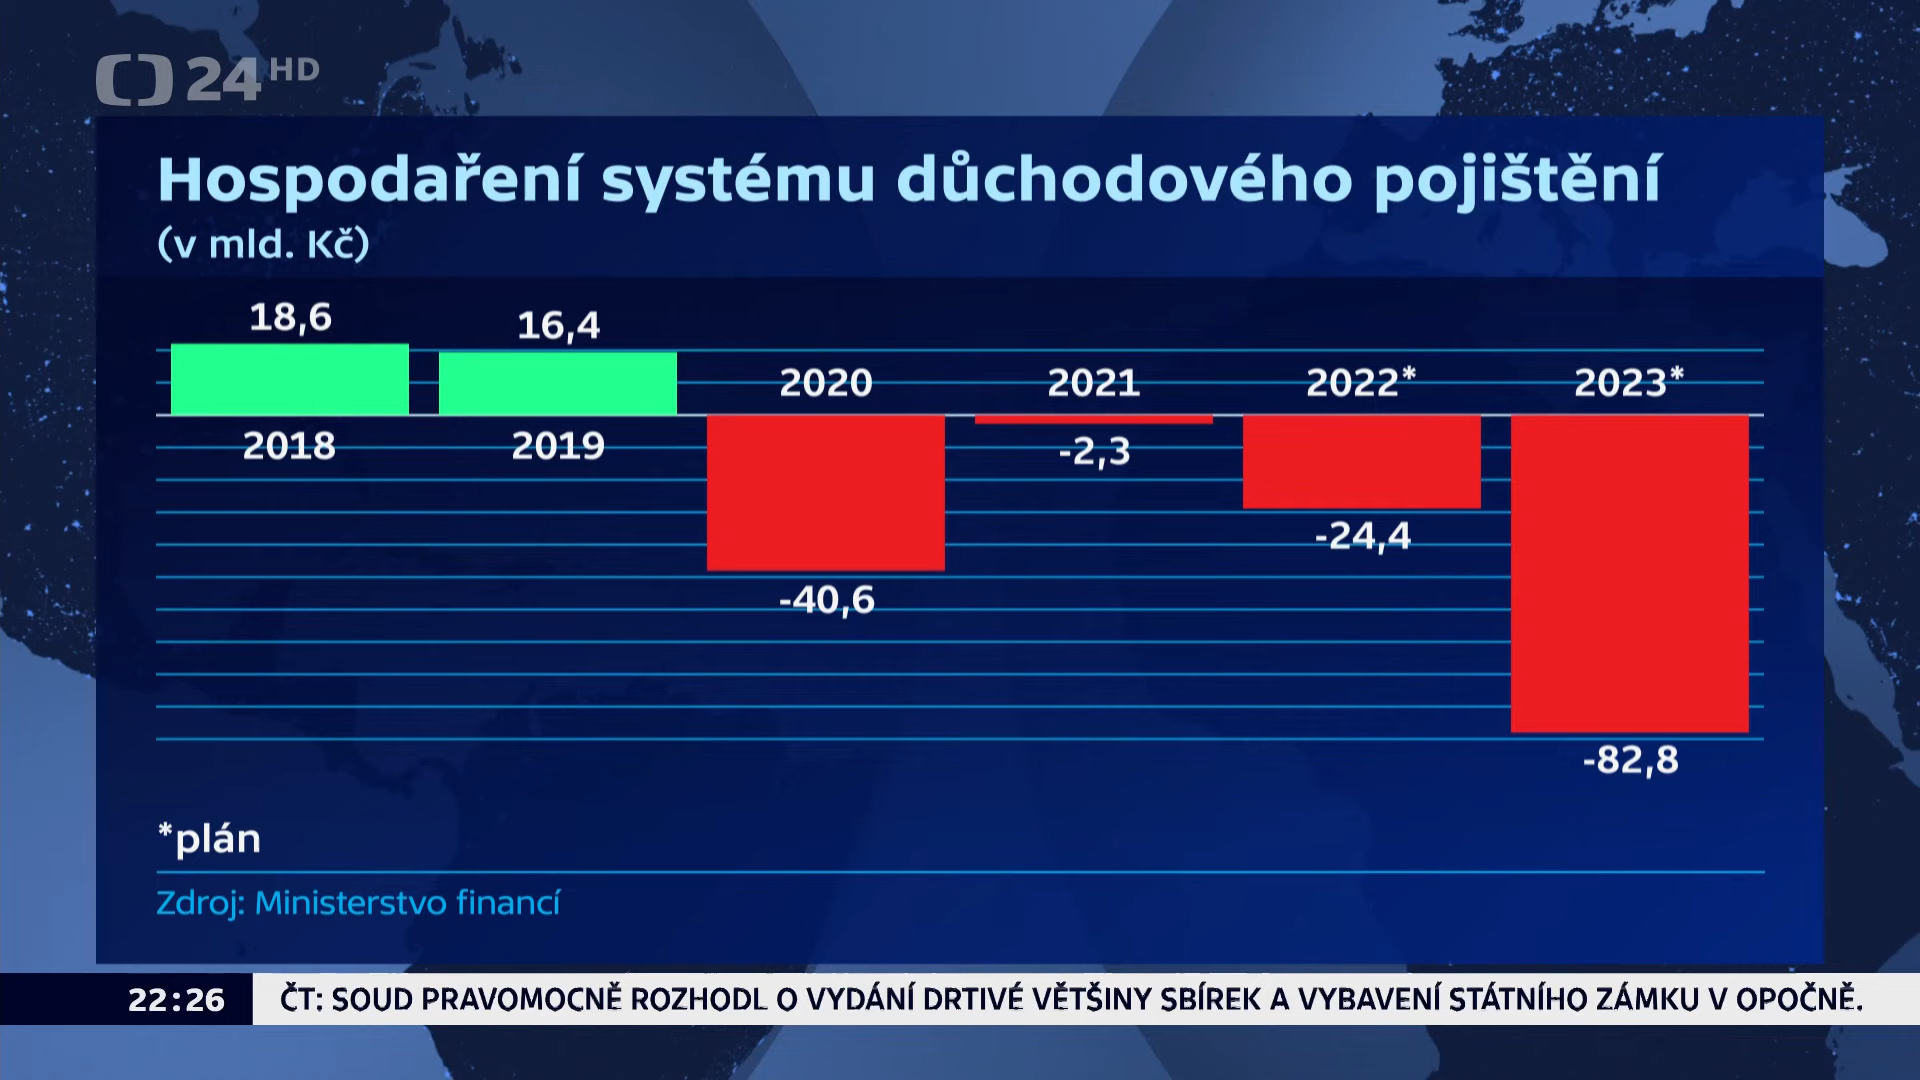 24 HD
Hospodaření systému důchodového pojištění
(v mld. Kč)
18,6
16,4
2020
2021
2022*
2023*
2018
2019
-2,3
-24,4
-40,6
-82,8
*plán
Zdroj: Ministerstvo financí
22:26
ČT: SOUD PRAVOMOCNĚ ROZHODL O VYDÁNÍ DRTIVÉ VĚTŠINY SBÍREK A VYBAVENÍ STÁTNÍHO ZÁMKU V OPOČNĚ.